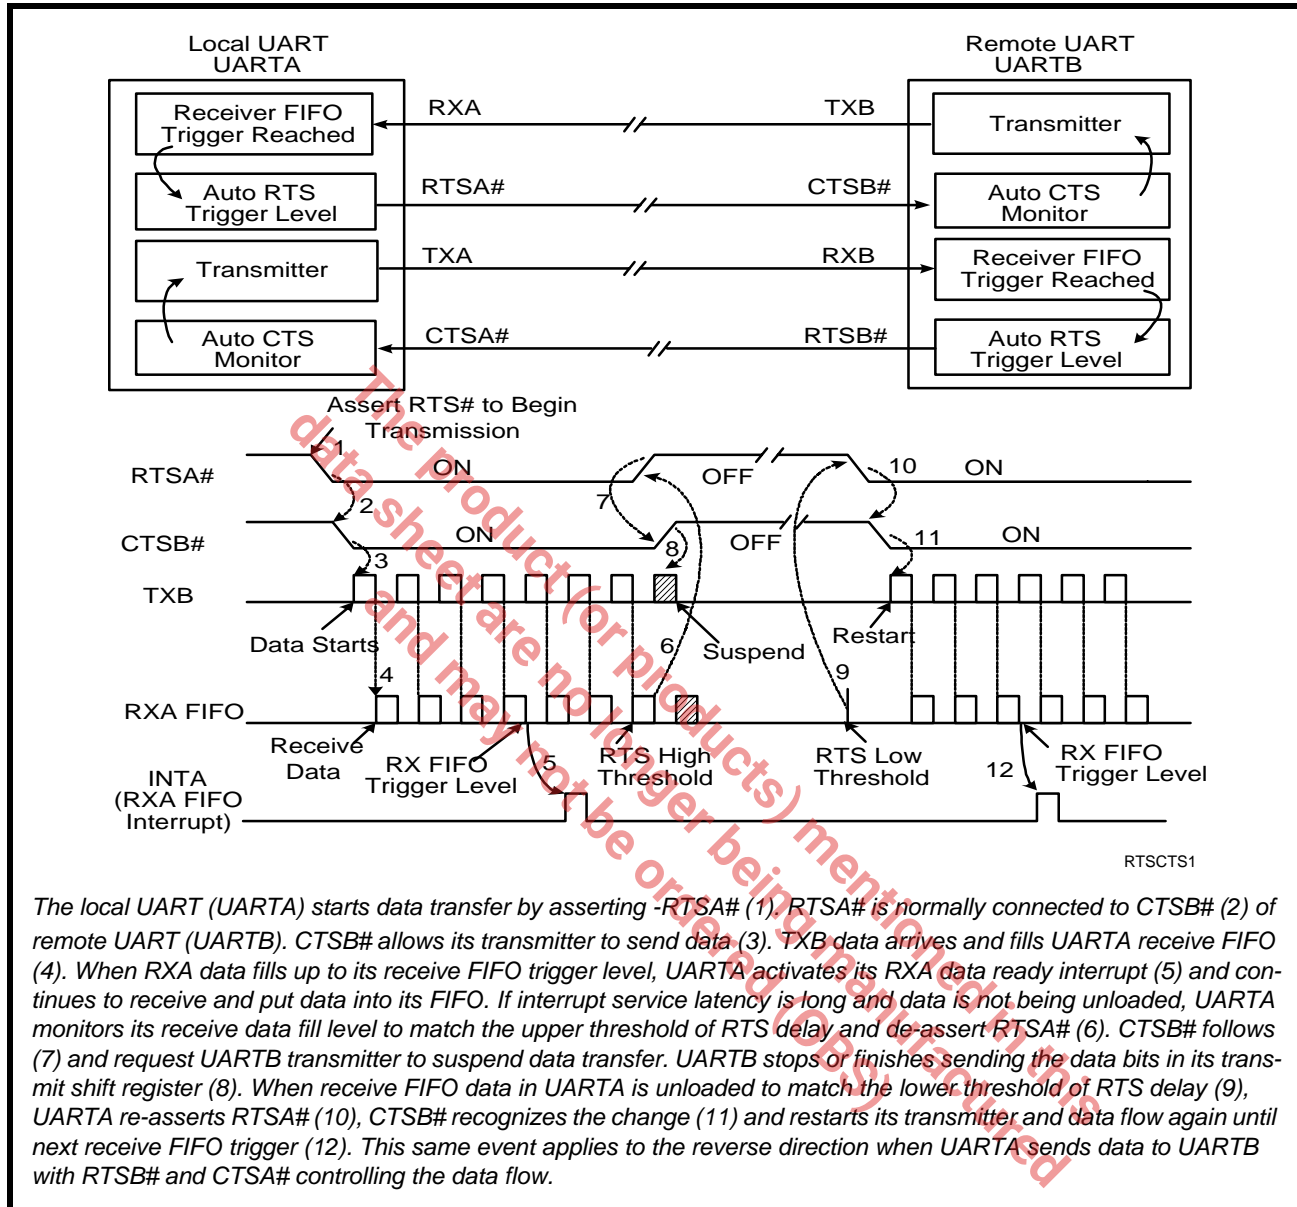 Local UART
UARTA
Remote UART
UARTB
Receiver FIFO
Trigger Reached
RXA
TXB
Transmitter
Auto RTS
Trigger Level
RTSA#
CTSB#
Auto CTS
Monitor
Transmitter
TXA
RXB
Receiver FIFO
Trigger Reached
Auto CTS
Monitor
CTSA#
RTSB#
Auto RTS
Trigger Level
Assert RTS# to Begin
Transmission
1
RTSA#
ON
OFF
10
ON
2
7
CTSB#
ON
8
OFF
11
ON
3
TXB
Data Starts
6
Suspend
Restart
4
9
RXA FIFO
Receive
Data
RX FIFO
Trigger Level
5
RTS High
Threshold
RTS Low
Threshold
12
RX FIFO
Trigger Level
INTA
(RXA FIFO
Interrupt)
RTSCTS1
The local UART (UARTA) starts data transfer by asserting -RTSA# (1). RTSA# is normally connected to CTSB# (2) of
remote UART (UARTB). CTSB# allows its transmitter to send data (3). TXB data arrives and fills UARTA receive FIFO
(4). When RXA data fills up to its receive FIFO trigger level, UARTA activates its RXA data ready interrupt (5) and con-
tinues to receive and put data into its FIFO. If interrupt service latency is long and data is not being unloaded, UARTA
monitors its receive data fill level to match the upper threshold of RTS delay and de-assert RTSA# (6). CTSB# follows
(7) and request UARTB transmitter to suspend data transfer. UARTB stops or finishes sending the data bits in its trans-
mit shift register (8). When receive FIFO data in UARTA is unloaded to match the lower threshold of RTS delay (9),
UARTA re-asserts RTSA# (10), CTSB# recognizes the change (11) and restarts its transmitter and data flow again until
next receive FIFO trigger (12). This same event applies to the reverse direction when UARTA sends data to UARTB
with RTSB# and CTSA# controlling the data flow.
The product (or products) mentioned in this
data sheet are no longer being manufactured
and may not be ordered (OBS)